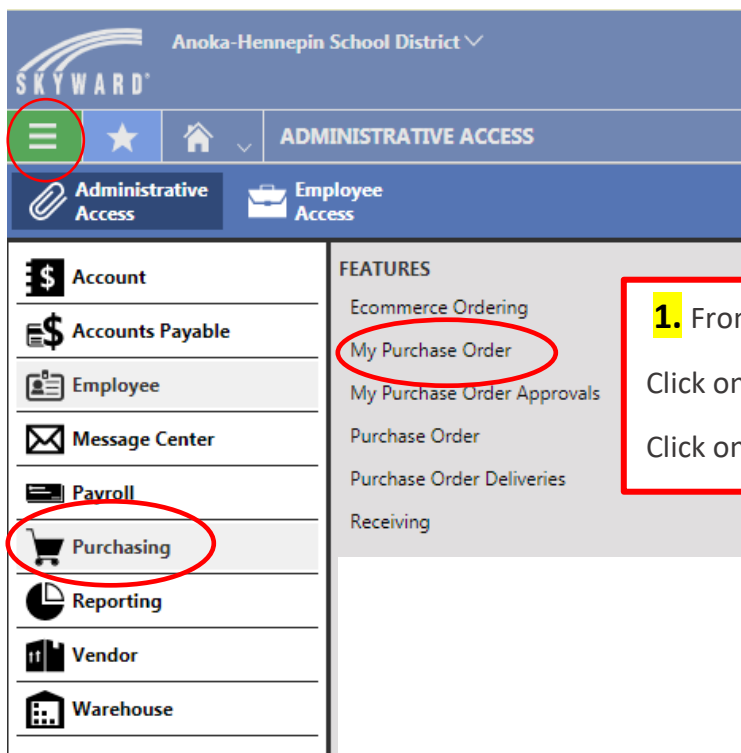 Anoka-Hennepin School District
SKYWARD
ADMINISTRATIVE ACCESS
Administrative
Access
Employee
Access
Account
Accounts Payable
Employee
Message Center
Payroll
Purchasing
Reporting
Vendor
Warehouse
FEATURES
Ecommerce Ordering
My Purchase Order
My Purchase Order Approvals
Purchase Order
Purchase Order Deliveries
Receiving
1.
Click
Click